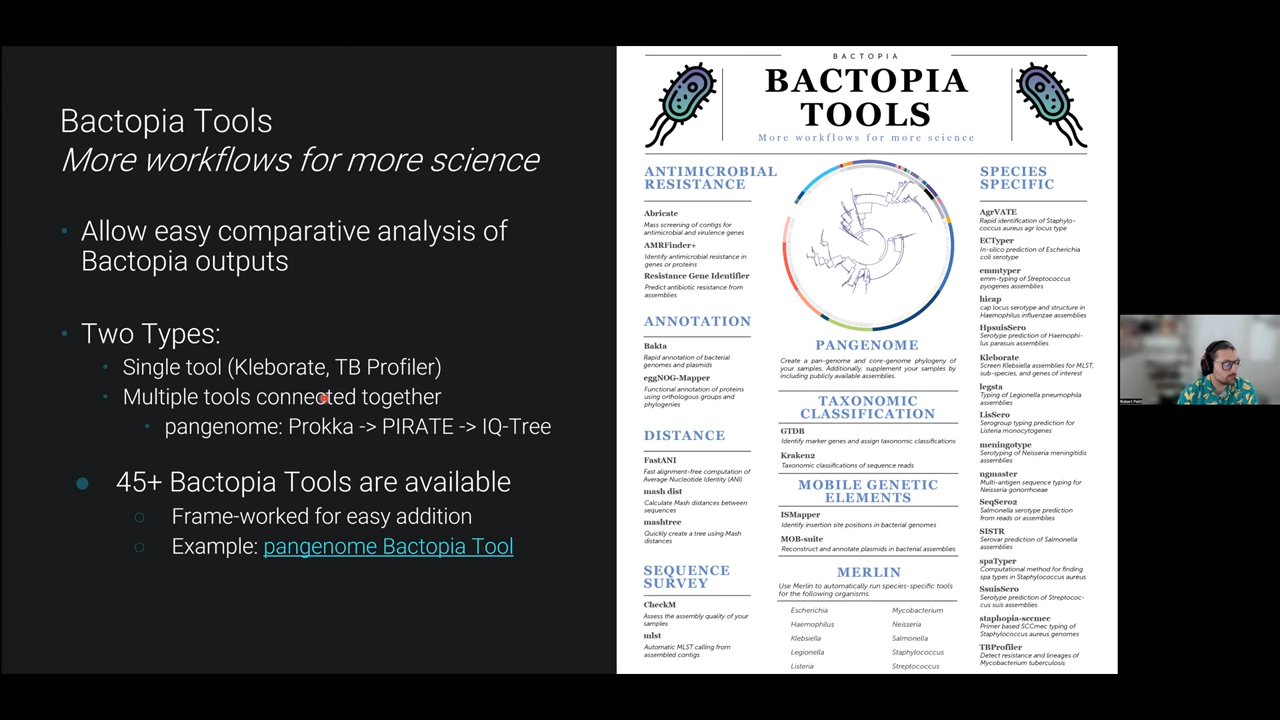 Bactopia Tools
More workflows for more science
Allow easy comparative analysis of
Bactopia outputs
Two Types:
Single tool (Kleborate, TB Profiler)
Multiple tools connected together
pangenome: Prokka -> PIRATE -> IQ-Tree
45+ Bactopia Tools are available
Frame-worker for easy addition
Example: pangenome Bactopia Tool
BACTOPIA
BACTOPIA
TOOLS
More workflows for more science
ANTIMICROBIAL
RESISTANCE
Abricate
Mass screening of contigs for
antimicrobial and virulence genes
AMRFinder+
Identify antimicrobial resistance in
genes or proteins
Resistance Gene Identifier
Predict antibiotic resistance from
assemblies
ANNOTATION
Bakta
Rapid annotation of bacterial
genomes and plasmids
eggNOG-Mapper
Functional annotation of proteins
using orthologous groups and
phylogenies
DISTANCE
FastANI
Fast alignment-free computation of
Average Nucleotide Identity (ANI)
mash dist
Calculate Mash distances between
sequences
mashtree
Quickly create a tree using Mash
distances
SEQUENCE
SURVEY
CheckM
Assess the assembly quality of your
samples
mlst
Automatic MLST calling from
assembled contigs
PANGENOME
Create a pan-genome and core-genome phylogeny of
your samples. Additionally, supplement your samples by
including publicly available assemblies.
TAXONOMIC
CLASSIFICATION
GTDB
Identify marker genes and assign taxonomic classifications
Kraken2
Taxonomic classifications of sequence reads
MOBILE GENETIC
ELEMENTS
ISMapper
Identify insertion site positions in bacterial genomes
MOB-suite
Reconstruct and annotate plasmids in bacterial assemblies
MERLIN
Use Merlin to automatically run species-specific tools
for the following organisms.
Escherichia Mycobacterium
Haemophilus Neisseria
Klebsiella Salmonella
Legionella Staphylococcus
Listeria Streptococcus
SPECIES
SPECIFIC
AgrVATE
Rapid identification of Staphylo-
coccus aureus agr locus type
ECTyper
In-silico prediction of Escherichia
coli serotype
emmtyper
emm-typing of Streptococcus
pyogenes assemblies
hicap
cap locus serotype and structure in
Haemophilus influenzae assemblies
HpsuisSero
Serotype prediction of Haemophi-
lus parasuis assemblies
Kleborate
Screen Klebsiella assemblies for MLST,
sub-species, and genes of interest
legsta
Typing of Legionella pneumophila
assemblies
LisSero
Serogroup typing prediction for
Listeria monocytogenes
meningotype
Serotyping of Neisseria meningitidis
assemblies
ngmaster
Multi-antigen sequence typing for
Neisseria gonorrhoeae
SeqSero2
Salmonella serotype prediction
from reads or assemblies
SISTR
Serovar prediction of Salmonella
assemblies
spaTyper
Computational method for finding
spa types in Staphylococcus aureus
SsuisSero
Serotype prediction of Streptococ-
cus suis assemblies
staphopia-sccmec
Primer based SCCmec typing of
Staphylococcus aureus genomes
TBProfiler
Detect resistance and lineages of
Mycobacterium tuberculosis